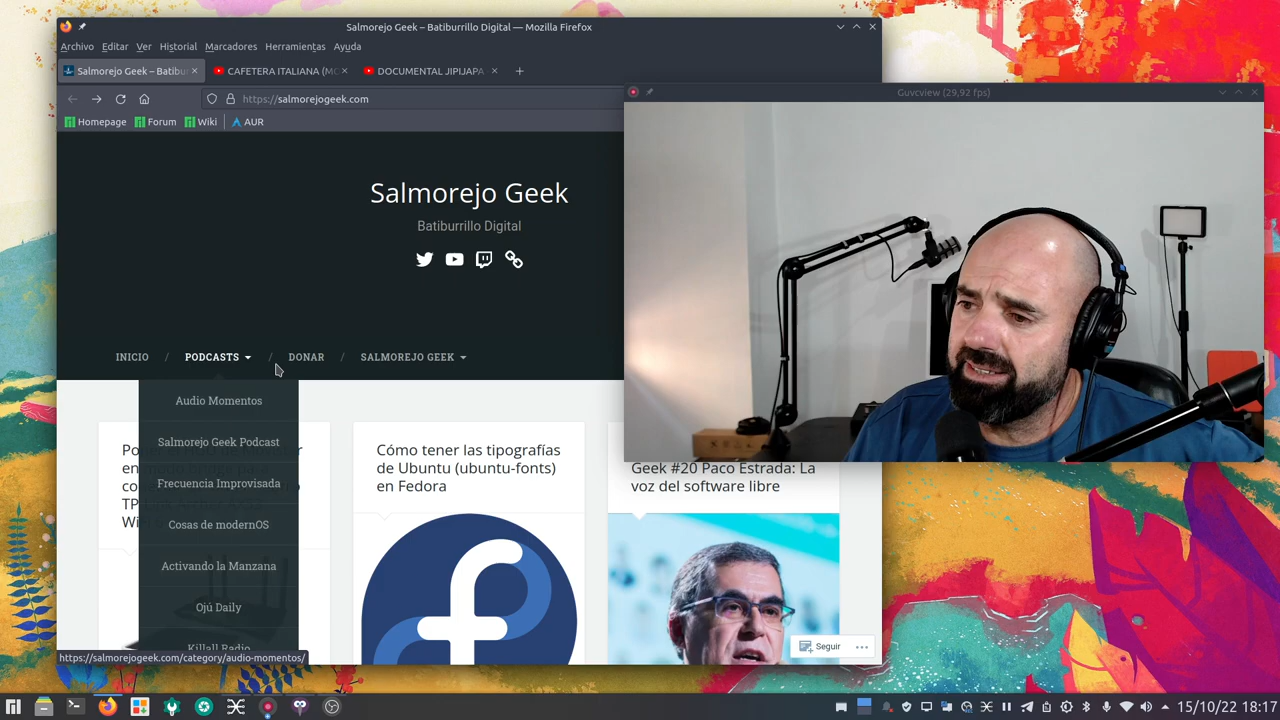 Salmorejo Geek – Batiburrillo Digital — Mozilla Firefox
Archivo Editar Ver Historial Marcadores Herramientas Ayuda
Salmorejo Geek – Batibur
CAFETERA ITALIANA (MO
DOCUMENTAL JIPIJAPA
https://salmorejogeek.com
Homepage Forum Wiki AUR
Guvcview (29,92 fps)
Salmorejo Geek
Batiburrillo Digital
INICIO / PODCASTS / DONAR / SALMOREJO GEEK
Audio Momentos
Salmorejo Geek Podcast
Frecuencia Improvisada
Cosas de modernOS
Activando la Manzana
Ojú Daily
Killall Radio
Cómo tener las tipografías
de Ubuntu (ubuntu-fonts)
en Fedora
Geek #20 Paco Estrada: La
voz del software libre
Seguir
https://salmorejogeek.com/category/audio-momentos/
15/10/22 18:17